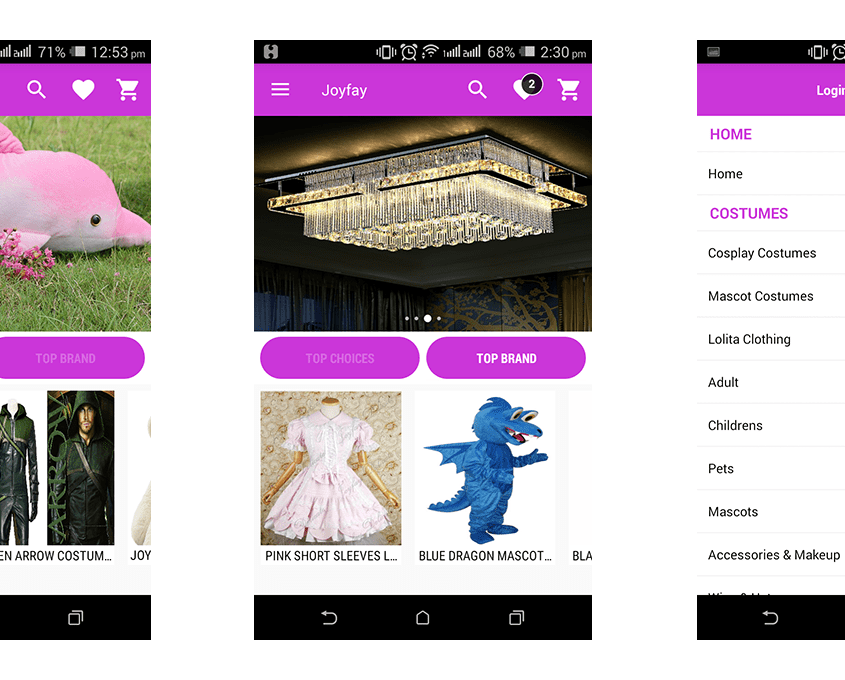 71% 12:53 pm
TOP BRAND
EN ARROW COSTUM...
JOY
ARROW
68% 2:30 pm
Joyfay
2
TOP CHOICES
TOP BRAND
PINK SHORT SLEEVES L...
BLUE DRAGON MASCOT...
BLA
Login
HOME
Home
COSTUMES
Cosplay Costumes
Mascot Costumes
Lolita Clothing
Adult
Childrens
Pets
Mascots
Accessories & Makeup